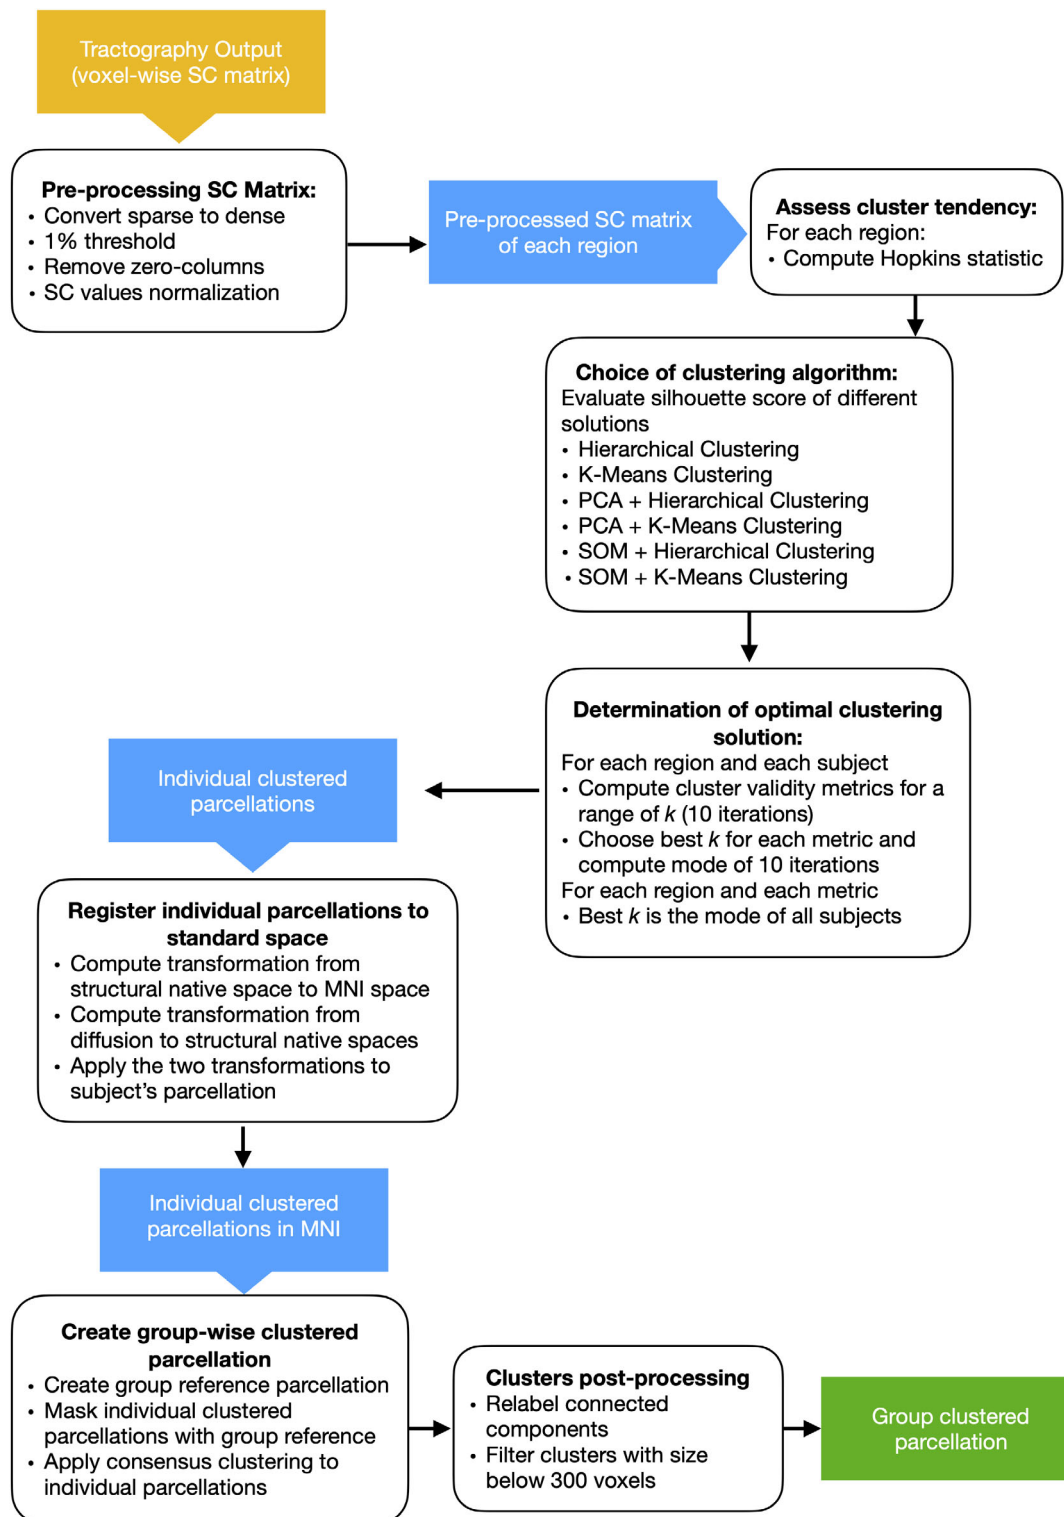 Tractography Output
(voxel-wise SC matrix)
Pre-processing SC Matrix:
• Convert sparse to dense
• 1% threshold
• Remove zero-columns
• SC values normalization
Pre-processed SC matrix
of each region
Assess cluster tendency:
For each region:
• Compute Hopkins statistic
Choice of clustering algorithm:
Evaluate silhouette score of different
solutions
• Hierarchical Clustering
• K-Means Clustering
• PCA + Hierarchical Clustering
• PCA + K-Means Clustering
• SOM + Hierarchical Clustering
• SOM + K-Means Clustering
Determination of optimal clustering
solution:
For each region and each subject
• Compute cluster validity metrics for a
range of k (10 iterations)
• Choose best k for each metric and
compute mode of 10 iterations
For each region and each metric
• Best k is the mode of all subjects
Individual clustered
parcellations
Register individual parcellations to
standard space
• Compute transformation from
structural native space to MNI space
• Compute transformation from
diffusion to structural native spaces
• Apply the two transformations to
subject's parcellation
Individual clustered
parcellations in MNI
Create group-wise clustered
parcellation
• Create group reference parcellation
• Mask individual clustered
parcellations with group reference
• Apply consensus clustering to
individual parcellations
Clusters post-processing
• Relabel connected
components
• Filter clusters with size
below 300 voxels
Group clustered
parcellation